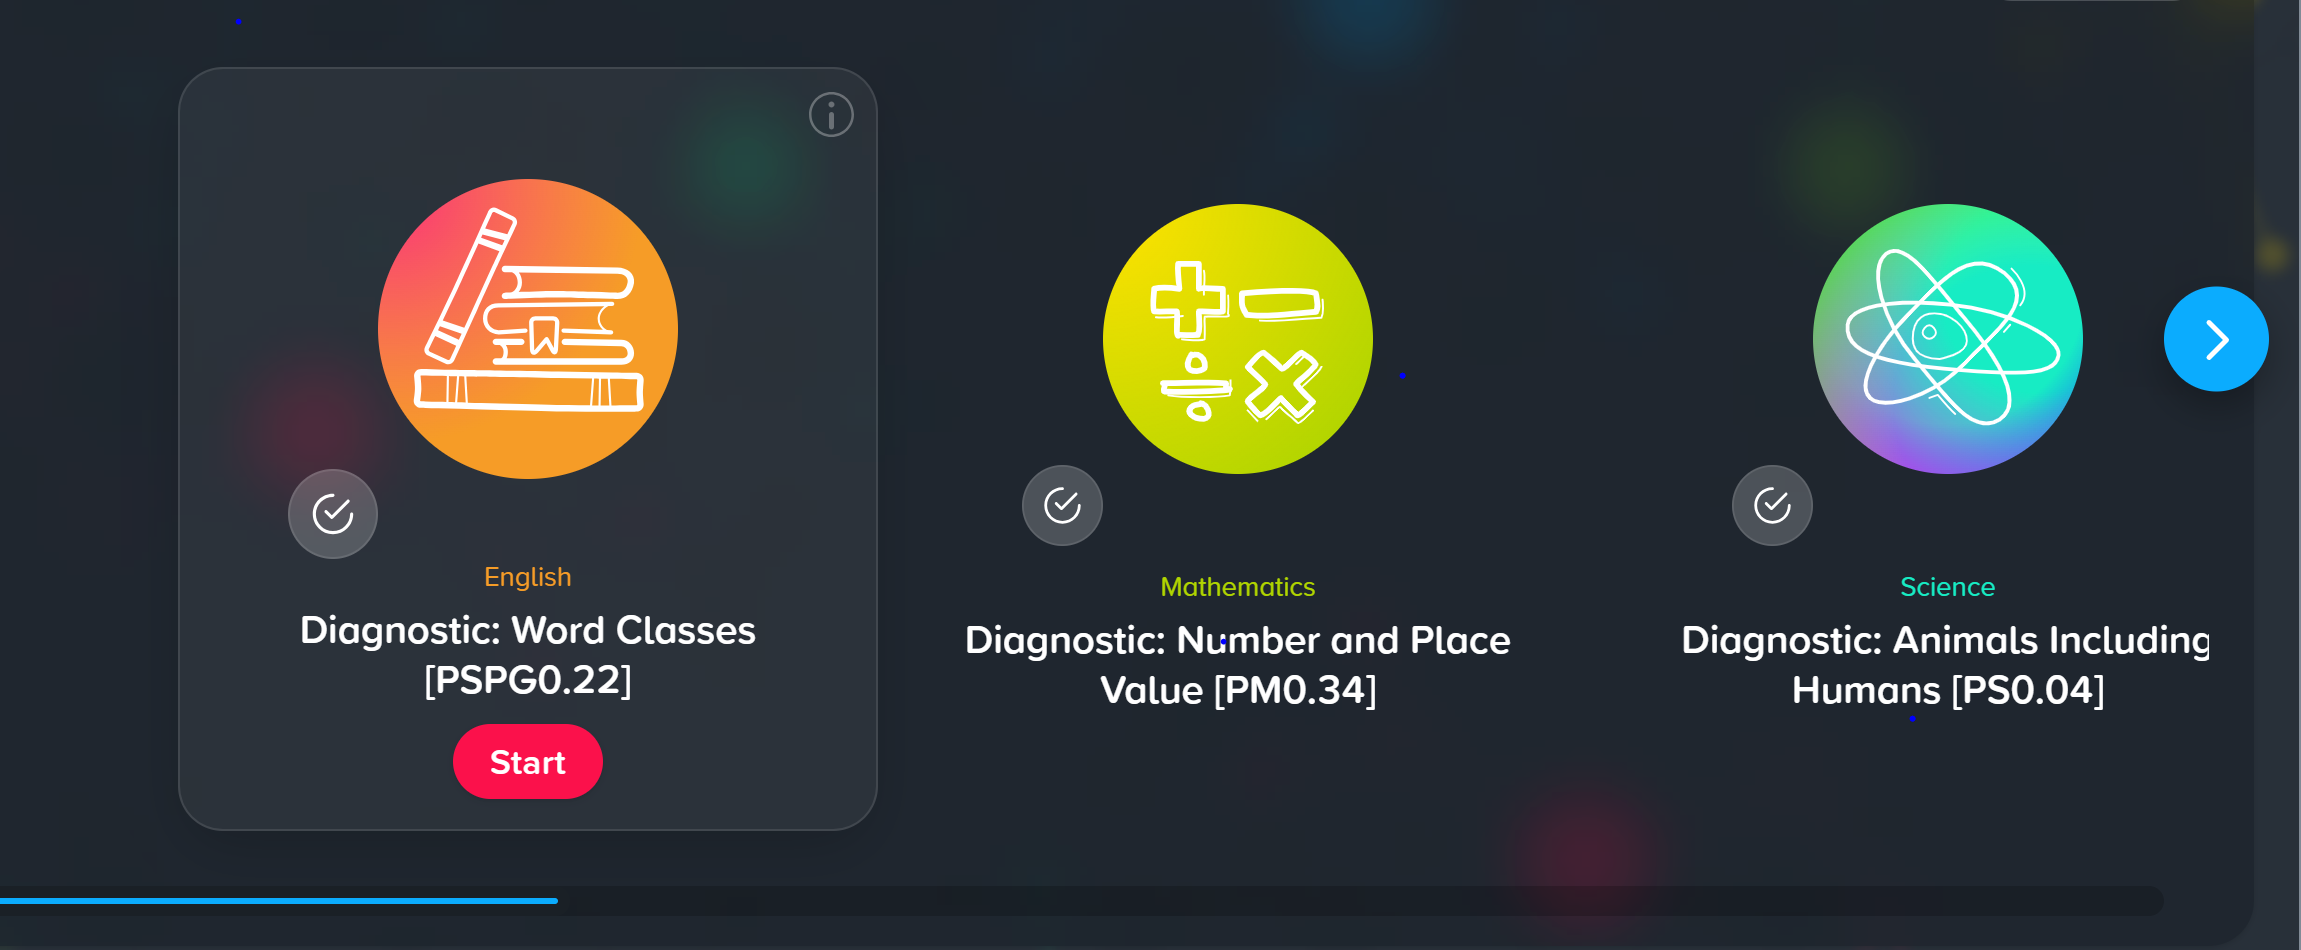 English
Diagnostic: Word Classes
[PSPG0.22]
Start
Mathematics
Diagnostic: Number and Place
Value [PM0.34]
Science
Diagnostic: Animals Including
Humans [PS0.04]